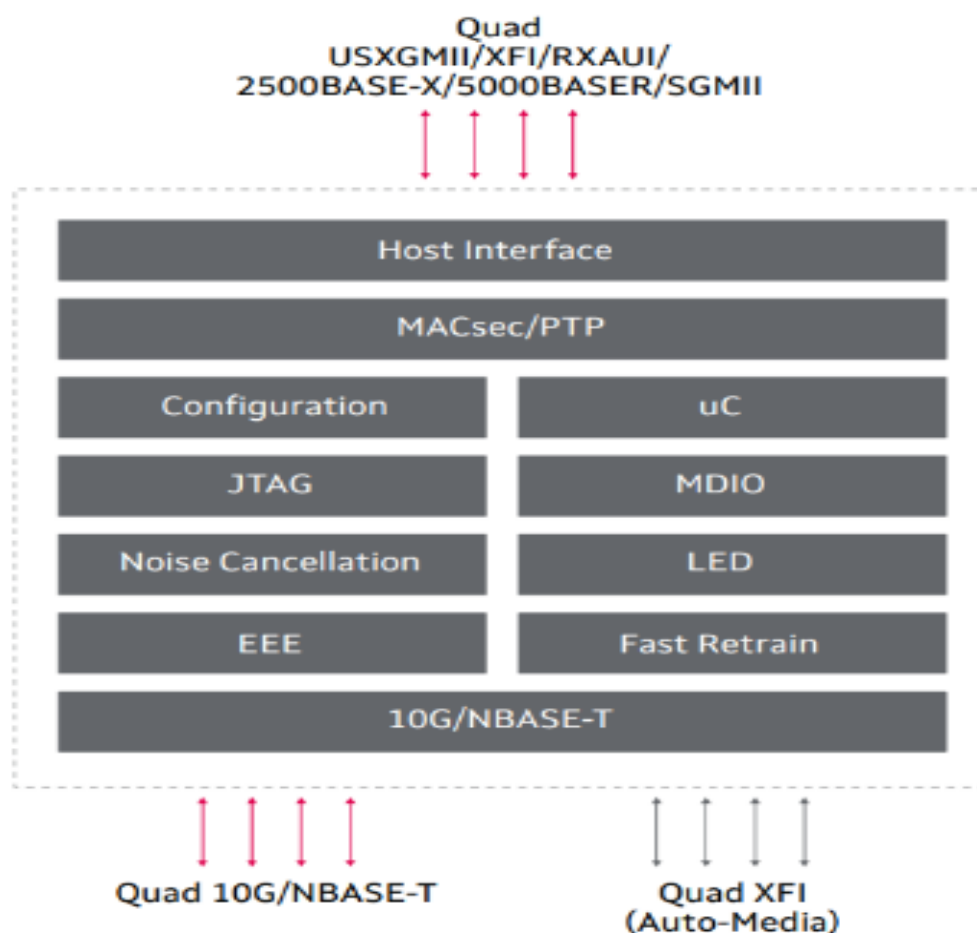 Quad
USXGMII/XFI/RXAUI/
2500BASE-X/5000BASER/SGMII
Host Interface
MACsec/PTP
Configuration
uC
JTAG
MDIO
Noise Cancellation
LED
EEE
Fast Retrain
10G/NBASE-T
Quad 10G/NBASE-T
Quad XFI
(Auto-Media)